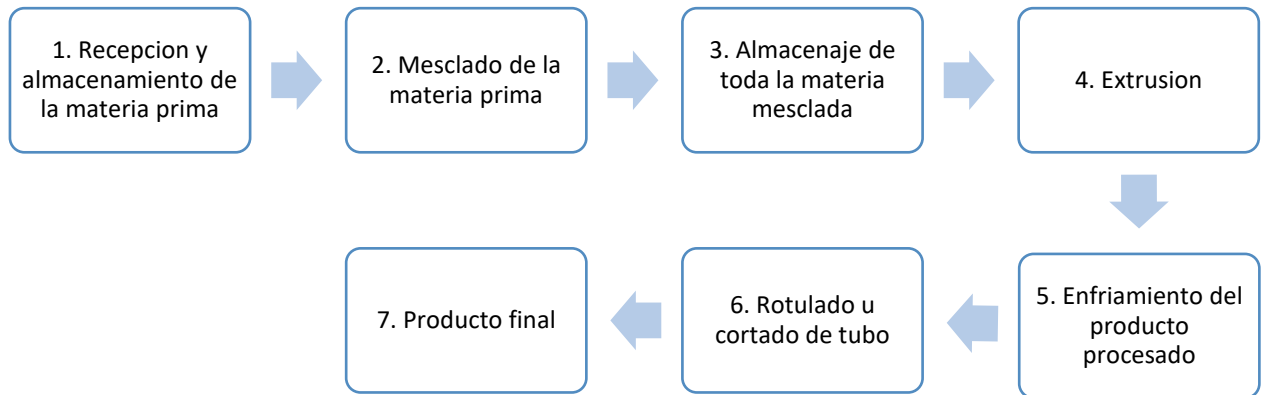 1. Recepcion y
almacenamiento de
la materia prima
2. Mesclado de la
materia prima
3. Almacenaje de
toda la materia
mesclada
4. Extrusion
5. Enfriamiento del
producto
procesado
6. Rotulado u
cortado de tubo
7. Producto final